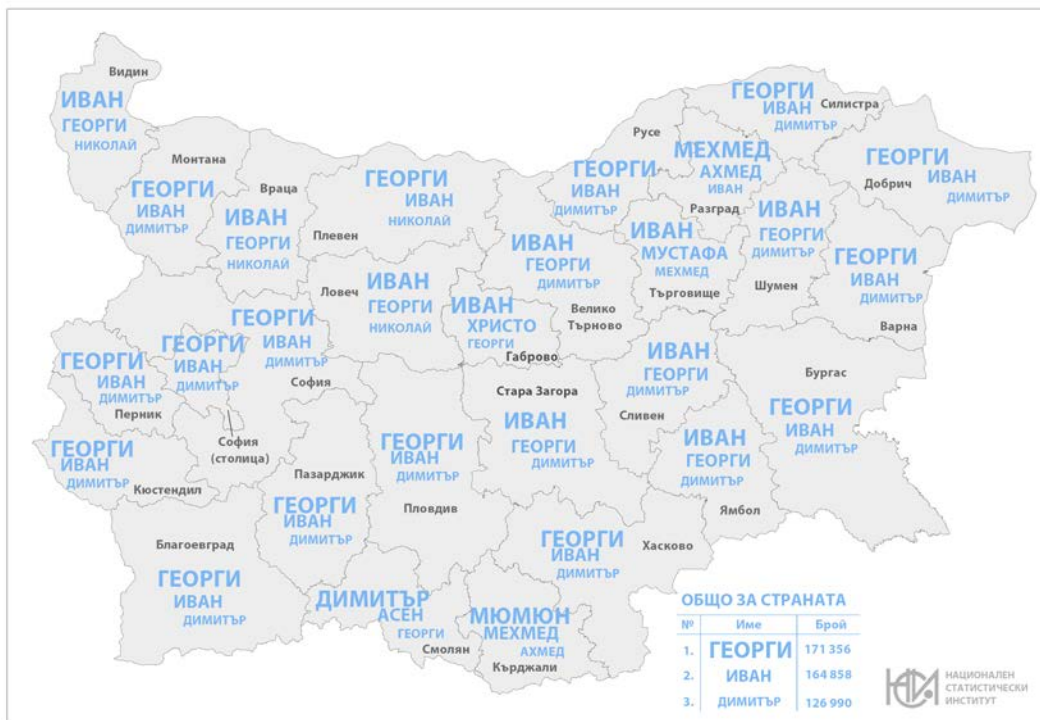 Видин
ИВАН
ГЕОРГИ
НИКОЛАЙ
Монтана
ГЕОРГИ
ИВАН
ДИМИТЪР
Враца
ИВАН
ГЕОРГИ
НИКОЛАЙ
Плевен
ГЕОРГИ
ИВАН
НИКОЛАЙ
Ловеч
ИВАН
ГЕОРГИ
НИКОЛАЙ
Габрово
ИВАН
ХРИСТО
ГЕОРГИ
Велико
Търново
ИВАН
ГЕОРГИ
ДИМИТЪР
Русе
ГЕОРГИ
ИВАН
ДИМИТЪР
Силистра
ГЕОРГИ
ИВАН
ДИМИТЪР
Разград
МЕХМЕД
АХМЕД
ИВАН
Добрич
ГЕОРГИ
ИВАН
ДИМИТЪР
Търговище
ИВАН
МУСТАФА
МЕХМЕД
Шумен
ИВАН
ГЕОРГИ
ДИМИТЪР
Варна
ГЕОРГИ
ИВАН
ДИМИТЪР
София
ГЕОРГИ
ИВАН
ДИМИТЪР
София
(столица)
ГЕОРГИ
ИВАН
ДИМИТЪР
Перник
ГЕОРГИ
ИВАН
ДИМИТЪР
Кюстендил
ГЕОРГИ
ИВАН
ДИМИТЪР
Благоевград
ГЕОРГИ
ИВАН
ДИМИТЪР
Пазарджик
ГЕОРГИ
ИВАН
ДИМИТЪР
Пловдив
ГЕОРГИ
ИВАН
ДИМИТЪР
Стара Загора
ИВАН
ГЕОРГИ
ДИМИТЪР
Сливен
ИВАН
ГЕОРГИ
ДИМИТЪР
Ямбол
ИВАН
ГЕОРГИ
ДИМИТЪР
Бургас
ГЕОРГИ
ИВАН
ДИМИТЪР
Хасково
ГЕОРГИ
ИВАН
ДИМИТЪР
Смолян
ДИМИТЪР
АСЕН
ГЕОРГИ
Кърджали
МЮМЮН
МЕХМЕД
АХМЕД
ОБЩО ЗА СТРАНАТА
№ Име Брой
1. ГЕОРГИ 171 356
2. ИВАН 164 858
3. ДИМИТЪР 126 990
НСИ
НАЦИОНАЛЕН
СТАТИСТИЧЕСКИ
ИНСТИТУТ